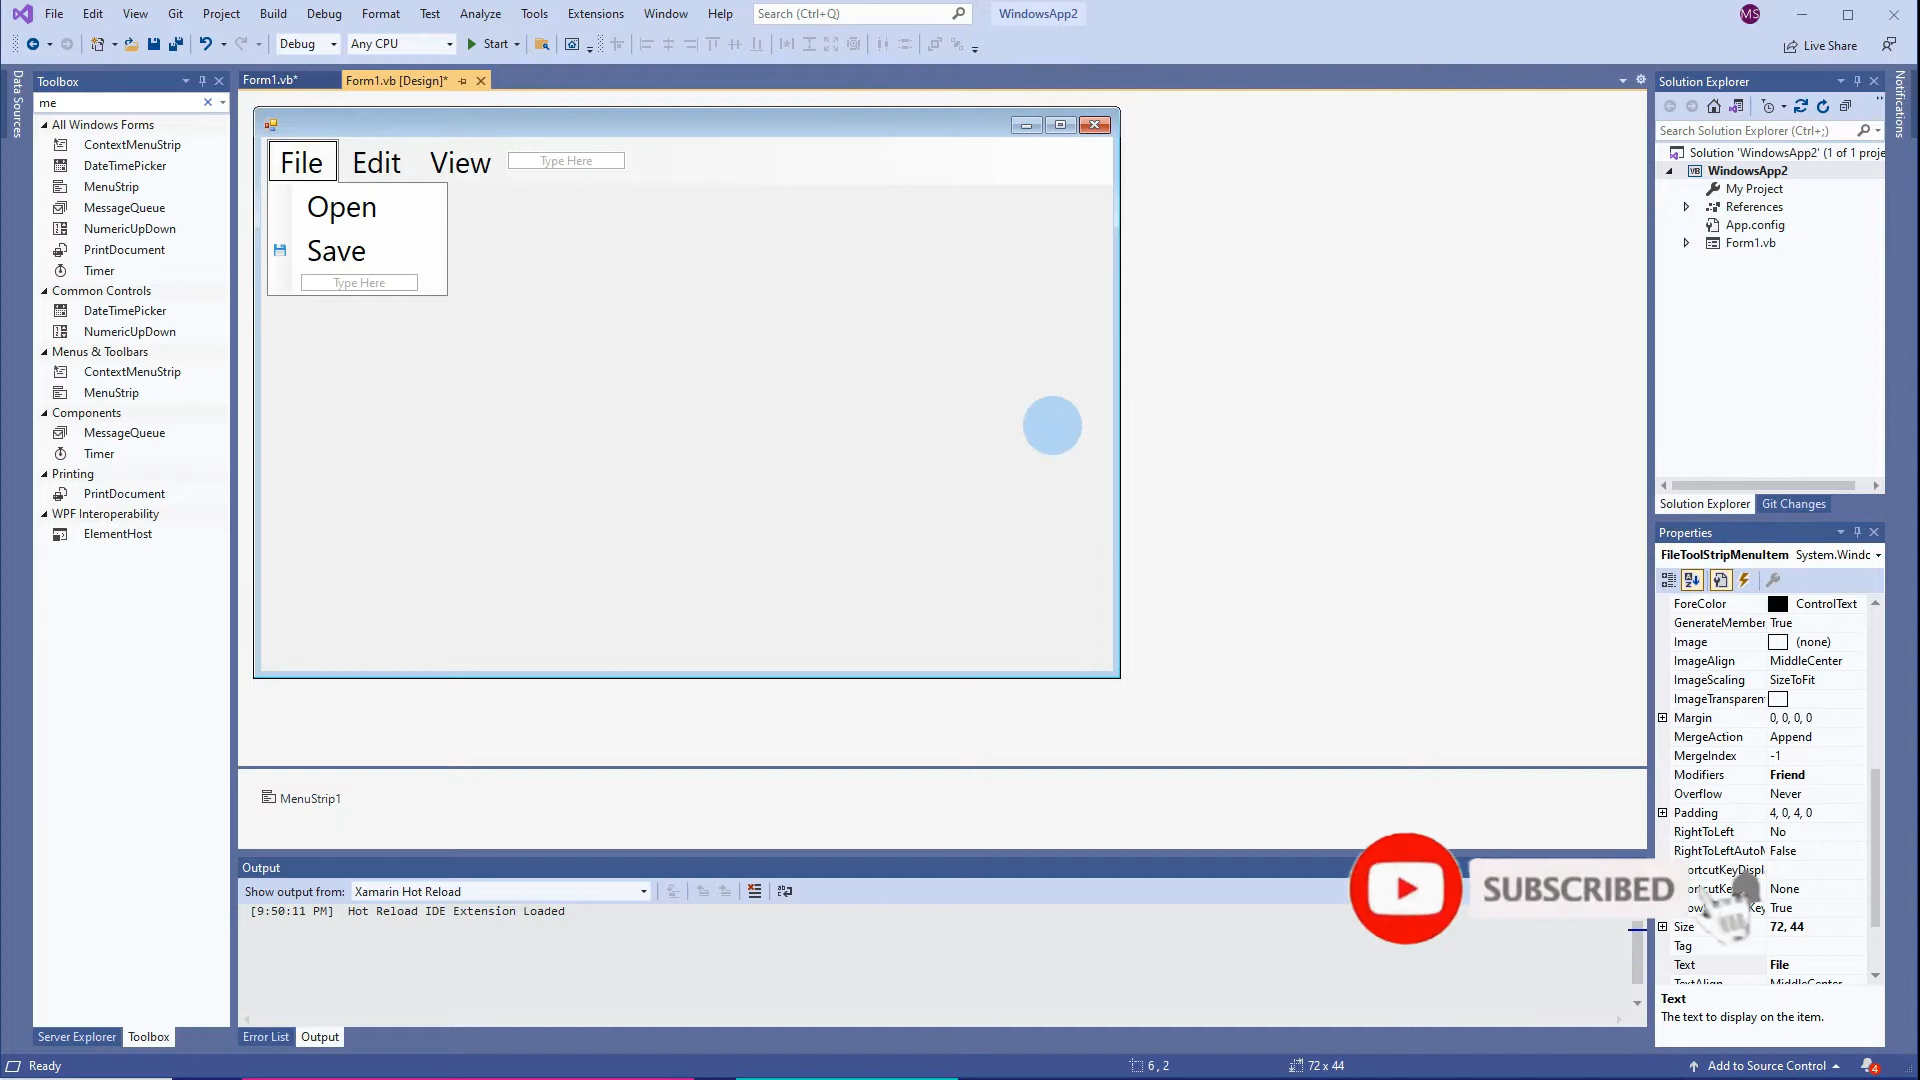 File Edit View Git Project Build Debug Format Test Analyze Tools Extensions Window Help Search (Ctrl+Q) WindowsApp2 MS
Debug Any CPU Start Live Share
Data Sources
Toolbox
me
All Windows Forms
ContextMenuStrip
DateTimePicker
MenuStrip
MessageQueue
NumericUpDown
PrintDocument
Timer
Common Controls
DateTimePicker
NumericUpDown
Menus & Toolbars
ContextMenuStrip
MenuStrip
Components
MessageQueue
Timer
Printing
PrintDocument
WPF Interoperability
ElementHost
Server Explorer Toolbox
Form1.vb* Form1.vb [Design]*
File Edit View Type Here
Open
Save
Type Here
MenuStrip1
Output
Show output from: Xamarin Hot Reload
[9:50:11 PM] Hot Reload IDE Extension Loaded
Error List Output
Solution Explorer
Search Solution Explorer (Ctrl+;)
Solution 'WindowsApp2' (1 of 1 proje
WindowsApp2
My Project
References
App.config
Form1.vb
Solution Explorer Git Changes
Notifications
Properties
FileToolStripMenuItem System.Windc
ForeColor ControlText
GenerateMember True
Image (none)
ImageAlign MiddleCenter
ImageScaling SizeToFit
ImageTransparen
Margin 0, 0, 0, 0
MergeAction Append
MergeIndex -1
Modifiers Friend
Overflow Never
Padding 4, 0, 4, 0
RightToLeft No
RightToLeftAutoM False
ortcutKeyDispl
ortcutKe None
True
Size 72, 44
Tag
Text File
TextAlign MiddleCenter
Text
The text to display on the item.
SUBSCRIBED
Ready 6 , 2 72 x 44 Add to Source Control 4